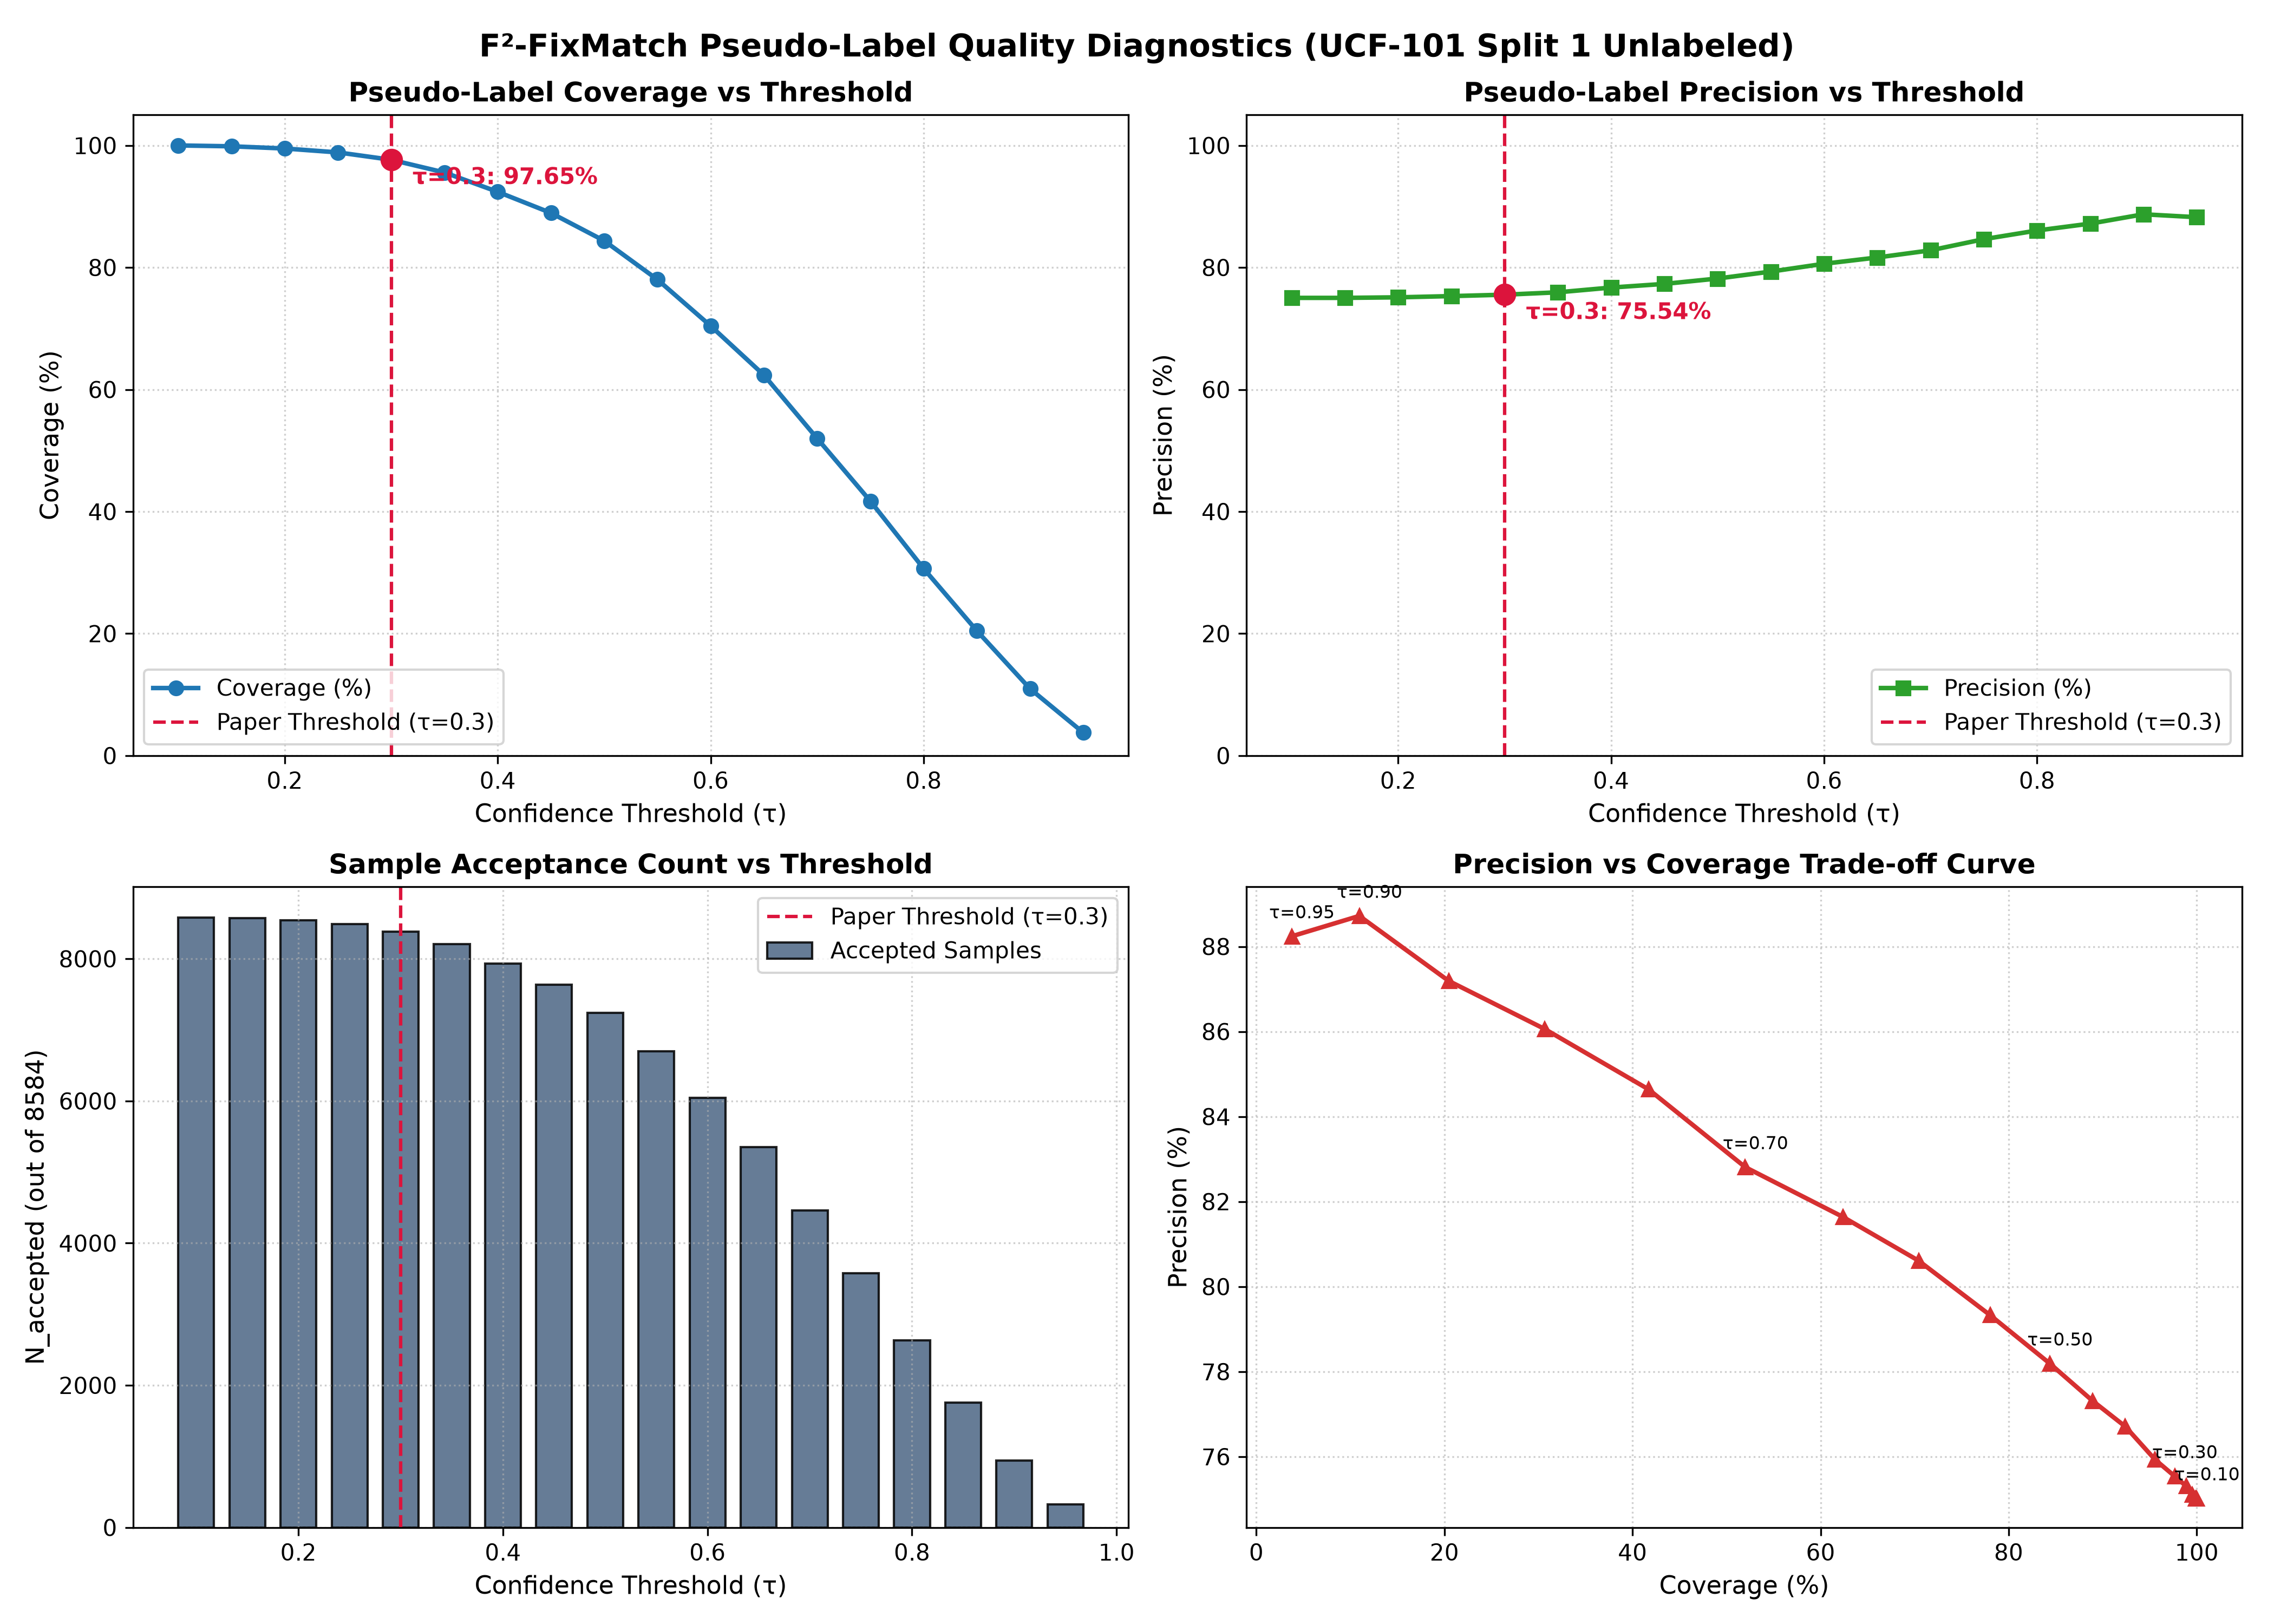 F²-FixMatch Pseudo-Label Quality Diagnostics (UCF-101 Split 1 Unlabeled)
Pseudo-Label Coverage vs Threshold
100
80
60
40
20
0
Coverage (%)
τ=0.3: 97.65%
Coverage (%)
Paper Threshold (τ=0.3)
0.2 0.4 0.6 0.8
Confidence Threshold (τ)
Pseudo-Label Precision vs Threshold
100
80
60
40
20
0
Precision (%)
τ=0.3: 75.54%
Precision (%)
Paper Threshold (τ=0.3)
0.2 0.4 0.6 0.8
Confidence Threshold (τ)
Sample Acceptance Count vs Threshold
8000
6000
4000
2000
0
N_accepted (out of 8584)
Paper Threshold (τ=0.3)
Accepted Samples
0.2 0.4 0.6 0.8 1.0
Confidence Threshold (τ)
Precision vs Coverage Trade-off Curve
88
86
84
82
80
78
76
Precision (%)
τ=0.90
τ=0.95
τ=0.70
τ=0.50
τ=0.30
τ=0.10
0 20 40 60 80 100
Coverage (%)